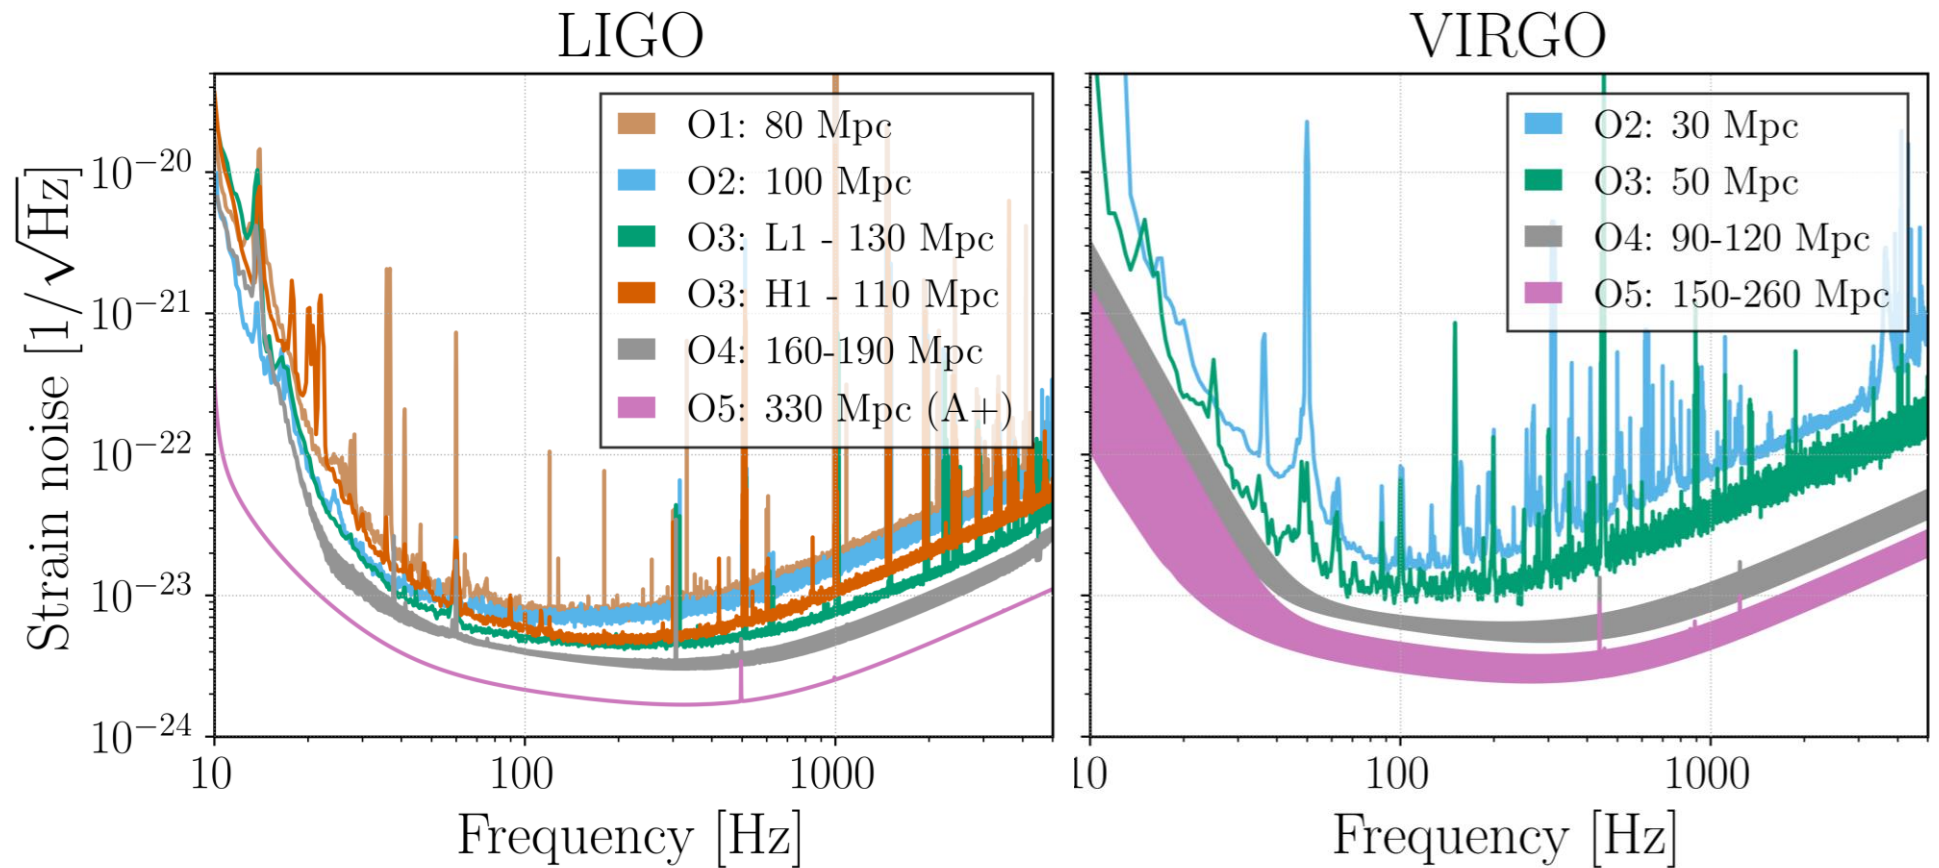 LIGO
VIRGO
Strain noise [1/√Hz]
10⁻²⁰
10⁻²¹
10⁻²²
10⁻²³
10⁻²⁴
O1: 80 Mpc
O2: 100 Mpc
O3: L1 - 130 Mpc
O3: H1 - 110 Mpc
O4: 160-190 Mpc
O5: 330 Mpc (A+)
10 100 1000
Frequency [Hz]
O2: 30 Mpc
O3: 50 Mpc
O4: 90-120 Mpc
O5: 150-260 Mpc
10 100 1000
Frequency [Hz]